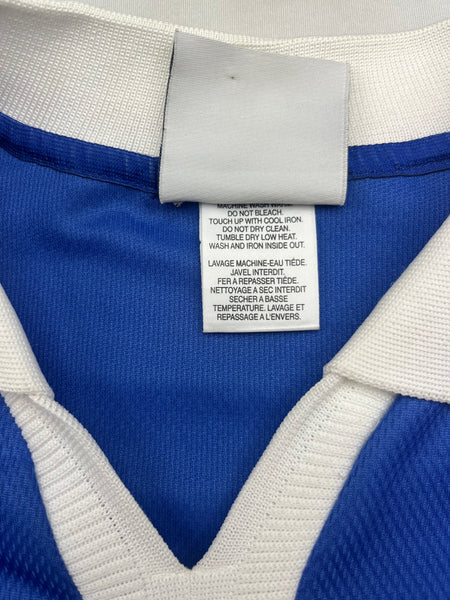 MACHINE WASH WARM.
DO NOT BLEACH.
TOUCH UP WITH COOL IRON.
DO NOT DRY CLEAN.
TUMBLE DRY LOW HEAT.
WASH AND IRON INSIDE OUT.
LAVAGE MACHINE-EAU TIÈDE.
JAVEL INTERDIT.
FER A REPASSER TIÈDE.
NETTOYAGE A SEC INTERDIT
SECHER A BASSE
TEMPERATURE. LAVAGE ET
REPASSAGE A L'ENVERS.